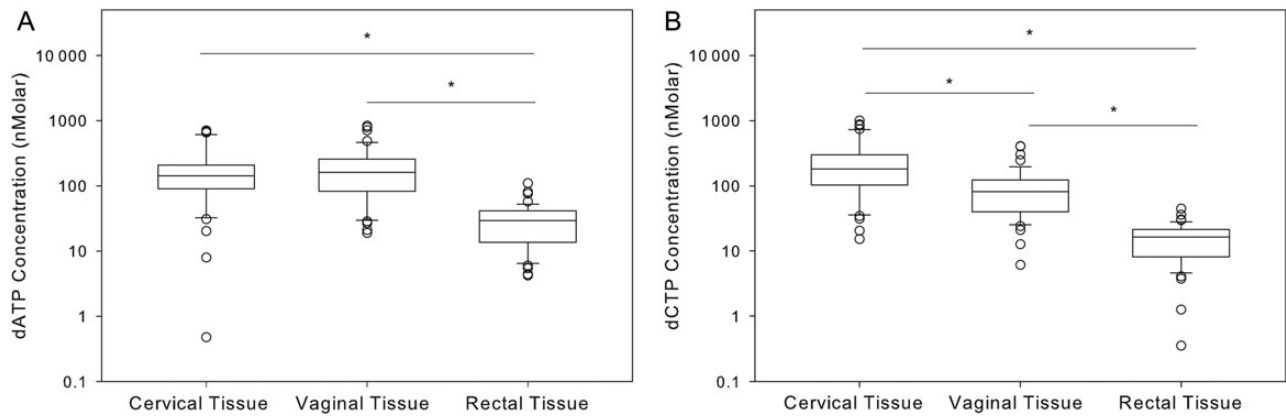 A
dATP Concentration (nMolar)
10 000
1000
100
10
1
0.1
*
*
Cervical Tissue
Vaginal Tissue
Rectal Tissue
B
dCTP Concentration (nMolar)
10 000
1000
100
10
1
0.1
*
*
*
Cervical Tissue
Vaginal Tissue
Rectal Tissue